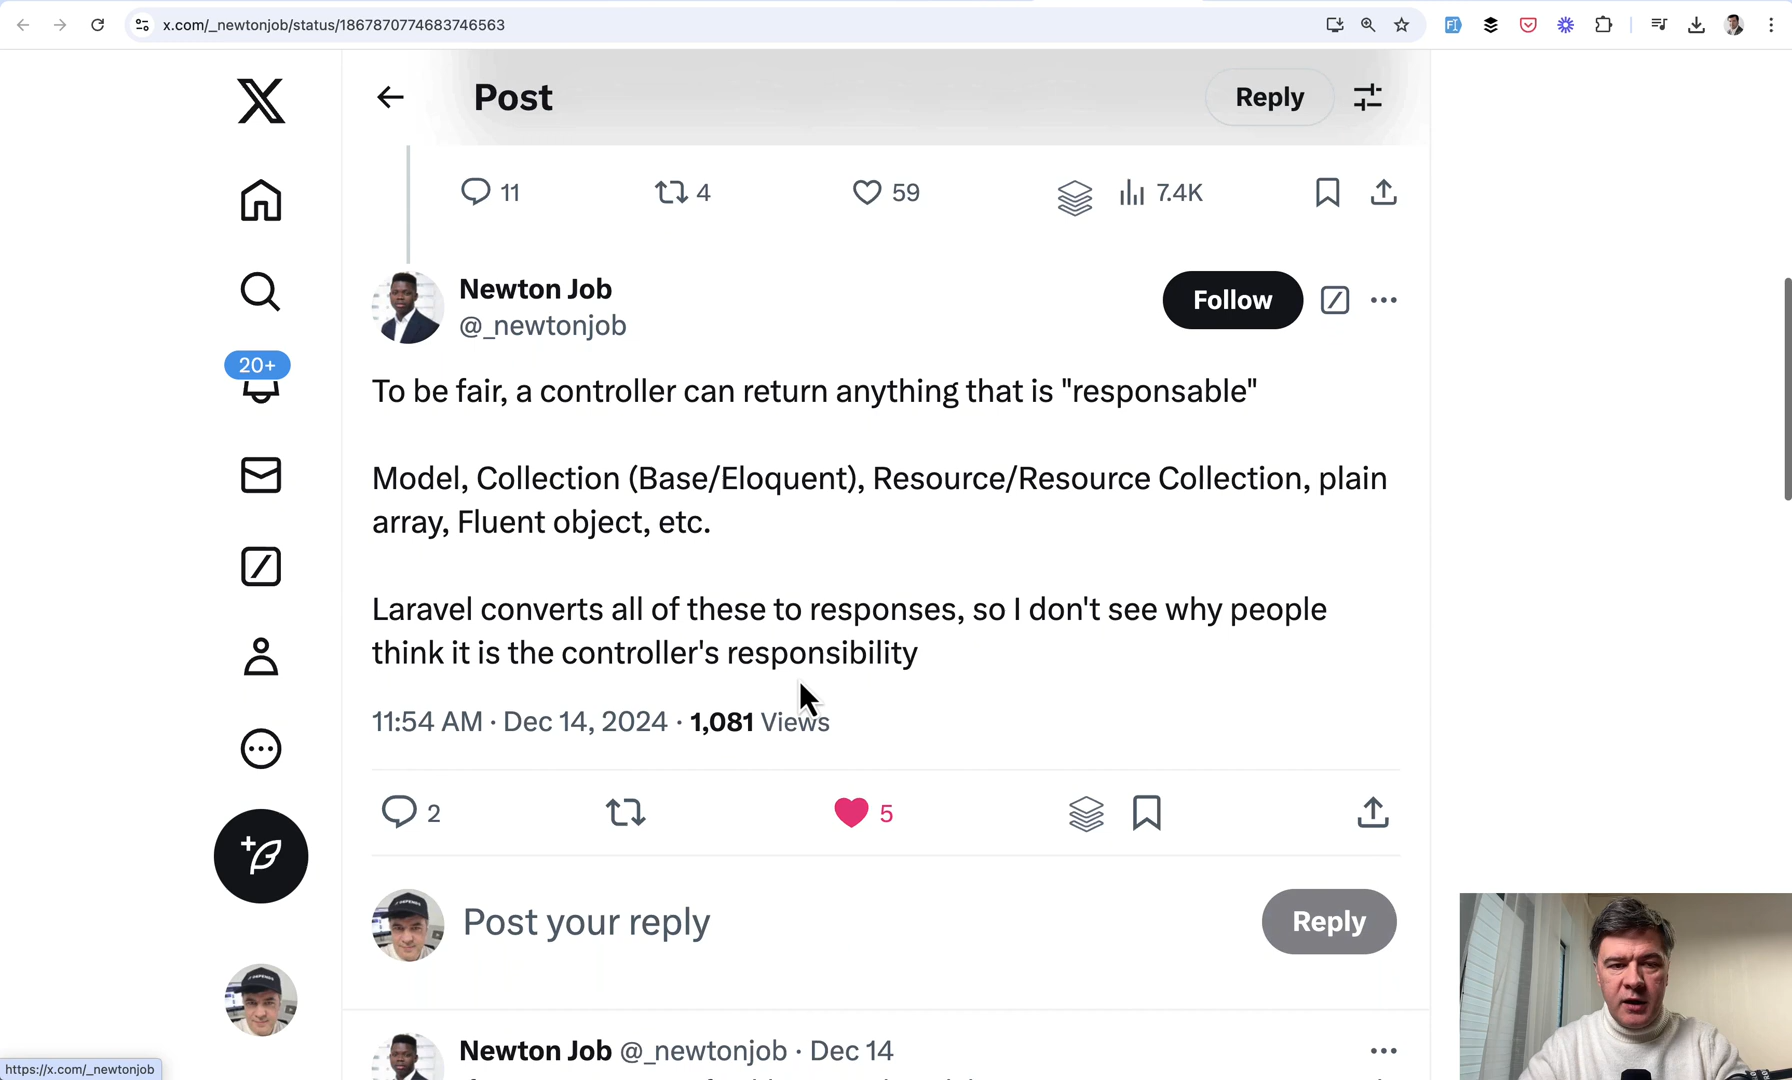 x.com/_newtonjob/status/1867870774683746563
Post
Reply
11
4
59
7.4K
Newton Job
@_newtonjob
Follow
20+
To be fair, a controller can return anything that is "responsable"
Model, Collection (Base/Eloquent), Resource/Resource Collection, plain
array, Fluent object, etc.
Laravel converts all of these to responses, so I don't see why people
think it is the controller's responsibility
11:54 AM · Dec 14, 2024 · 1,081 Views
2
5
Post your reply
Reply
Newton Job @_newtonjob · Dec 14
https://x.com/_newtonjob